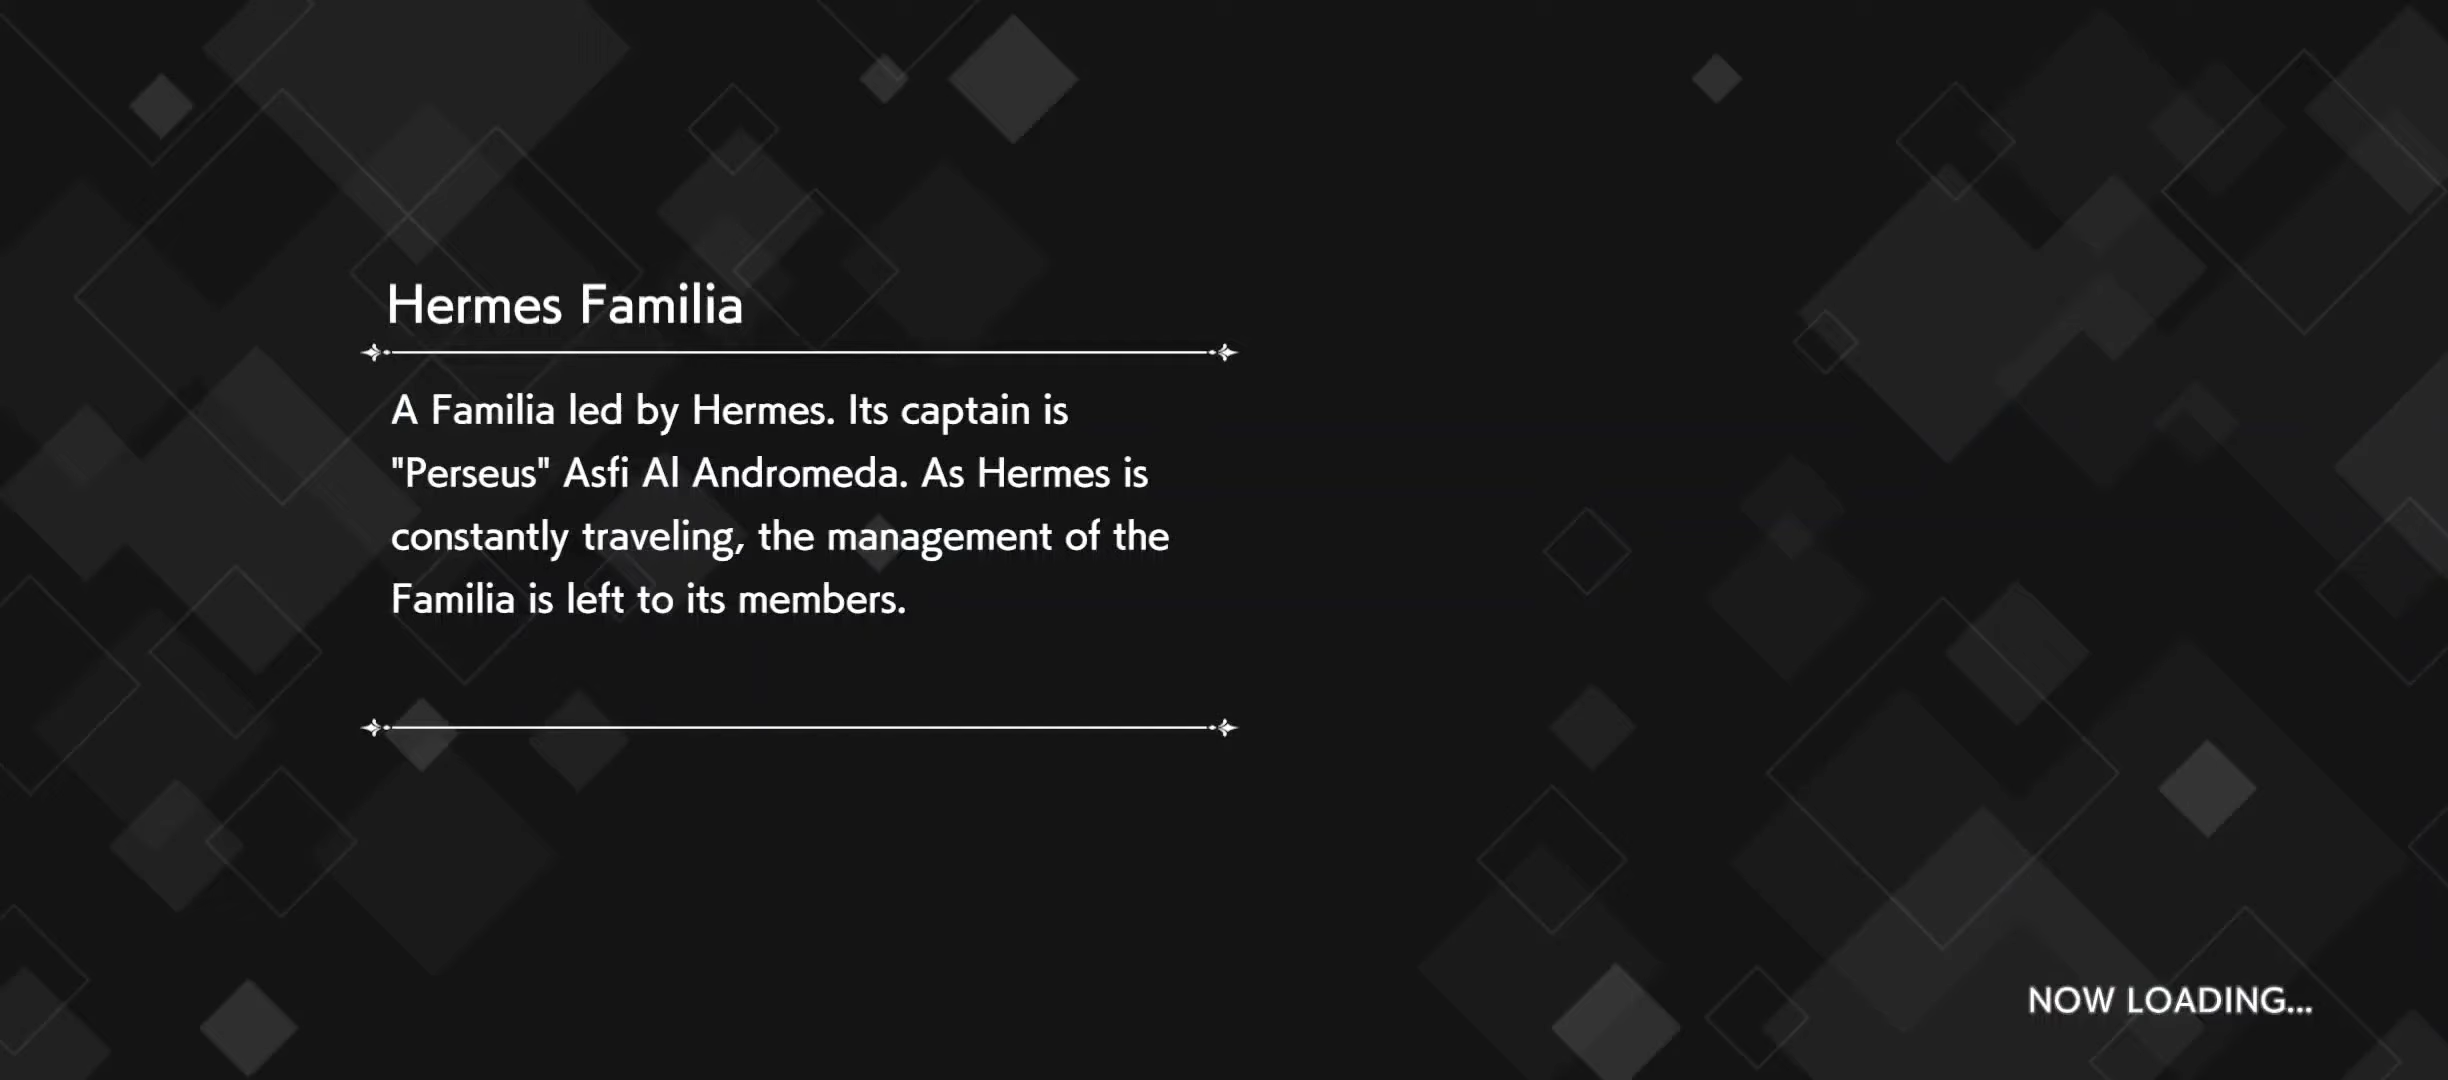 Hermes Familia
A Familia led by Hermes. Its captain is
"Perseus" Asfi Al Andromeda. As Hermes is
constantly traveling, the management of the
Familia is left to its members.
NOW LOADING...